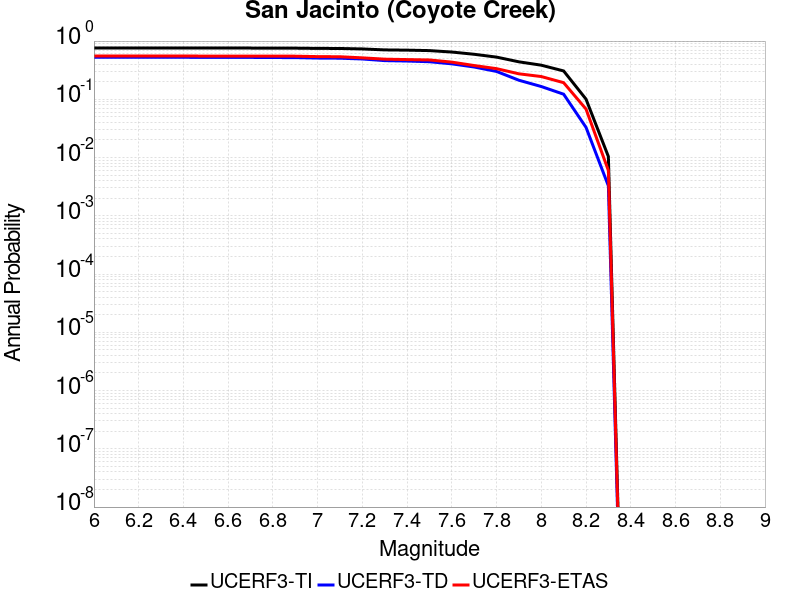 San Jacinto (Coyote Creek)
10^0
10^-1
10^-2
10^-3
10^-4
10^-5
10^-6
10^-7
10^-8
Annual Probability
6 6.2 6.4 6.6 6.8 7 7.2 7.4 7.6 7.8 8 8.2 8.4 8.6 8.8 9
Magnitude
UCERF3-TI UCERF3-TD UCERF3-ETAS